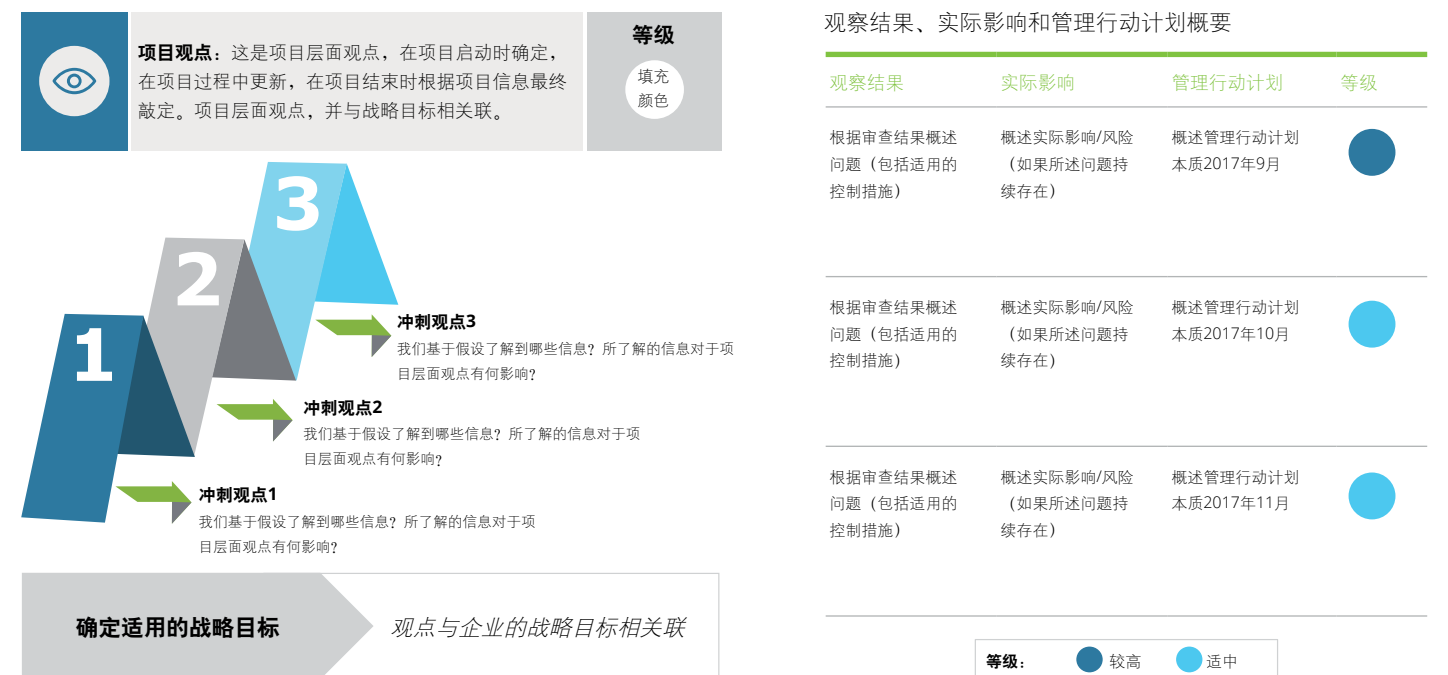 项目观点：这是项目层面观点，在项目启动时确定，
在项目过程中更新，在项目结束时根据项目信息最终
敲定。项目层面观点，并与战略目标相关联。
等级
填充
颜色
3
2
1
冲刺观点3
我们基于假设了解到哪些信息？所了解的信息对于项
目层面观点有何影响？
冲刺观点2
我们基于假设了解到哪些信息？所了解的信息对于项
目层面观点有何影响？
冲刺观点1
我们基于假设了解到哪些信息？所了解的信息对于项
目层面观点有何影响？
确定适用的战略目标
观点与企业的战略目标相关联
观察结果、实际影响和管理行动计划概要
观察结果 实际影响 管理行动计划 等级
根据审查结果概述 概述实际影响/风险 概述管理行动计划
问题（包括适用的 （如果所述问题持 本质2017年9月
控制措施） 续存在）
根据审查结果概述 概述实际影响/风险 概述管理行动计划
问题（包括适用的 （如果所述问题持 本质2017年10月
控制措施） 续存在）
根据审查结果概述 概述实际影响/风险 概述管理行动计划
问题（包括适用的 （如果所述问题持 本质2017年11月
控制措施） 续存在）
等级： 较高 适中